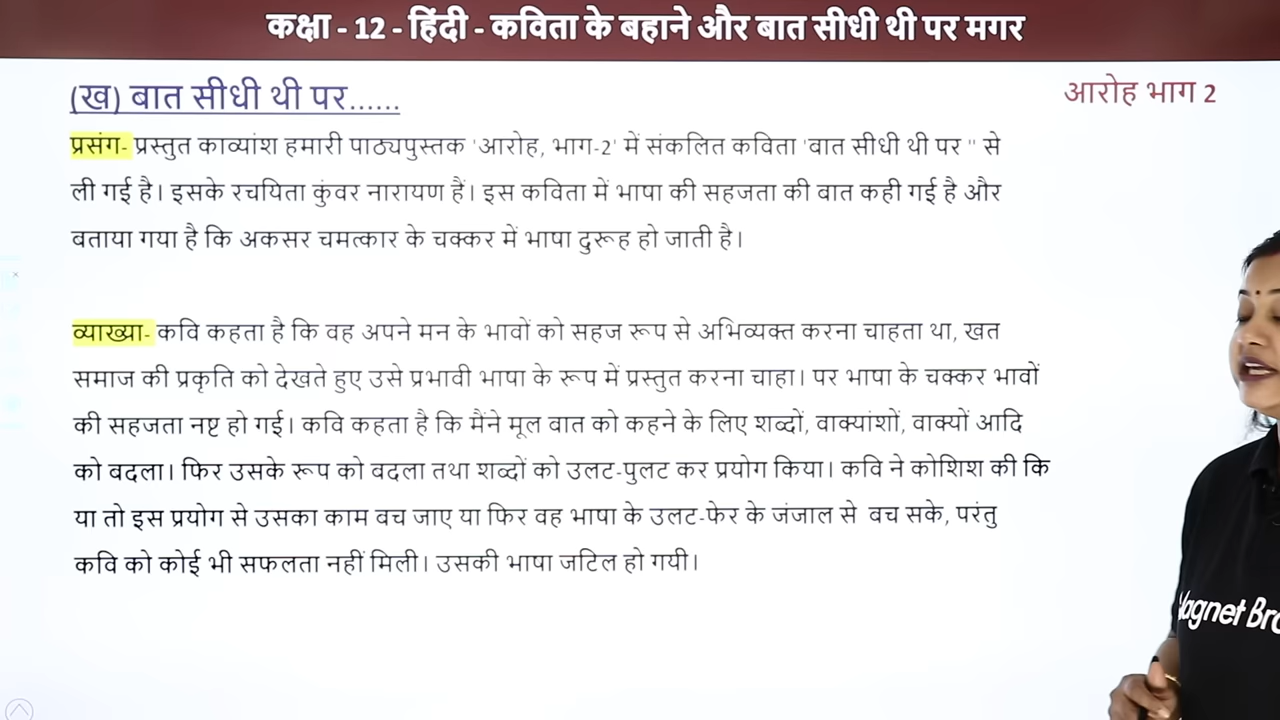 कक्षा - 12 - हिंदी - कविता के बहाने और बात सीधी थी पर मगर
(ख) बात सीधी थी पर......
आरोह भाग 2
प्रसंग- प्रस्तुत काव्यांश हमारी पाठ्यपुस्तक 'आरोह, भाग-2' में संकलित कविता 'बात सीधी थी पर '' से
ली गई है। इसके रचयिता कुंवर नारायण हैं। इस कविता में भाषा की सहजता की बात कही गई है और
बताया गया है कि अकसर चमत्कार के चक्कर में भाषा दुरूह हो जाती है।
व्याख्या- कवि कहता है कि वह अपने मन के भावों को सहज रूप से अभिव्यक्त करना चाहता था, खत
समाज की प्रकृति को देखते हुए उसे प्रभावी भाषा के रूप में प्रस्तुत करना चाहा। पर भाषा के चक्कर भावों
की सहजता नष्ट हो गई। कवि कहता है कि मैंने मूल बात को कहने के लिए शब्दों, वाक्यांशों, वाक्यों आदि
को बदला। फिर उसके रूप को बदला तथा शब्दों को उलट-पुलट कर प्रयोग किया। कवि ने कोशिश की कि
या तो इस प्रयोग से उसका काम बच जाए या फिर वह भाषा के उलट-फेर के जंजाल से बच सके, परंतु
कवि को कोई भी सफलता नहीं मिली। उसकी भाषा जटिल हो गयी।